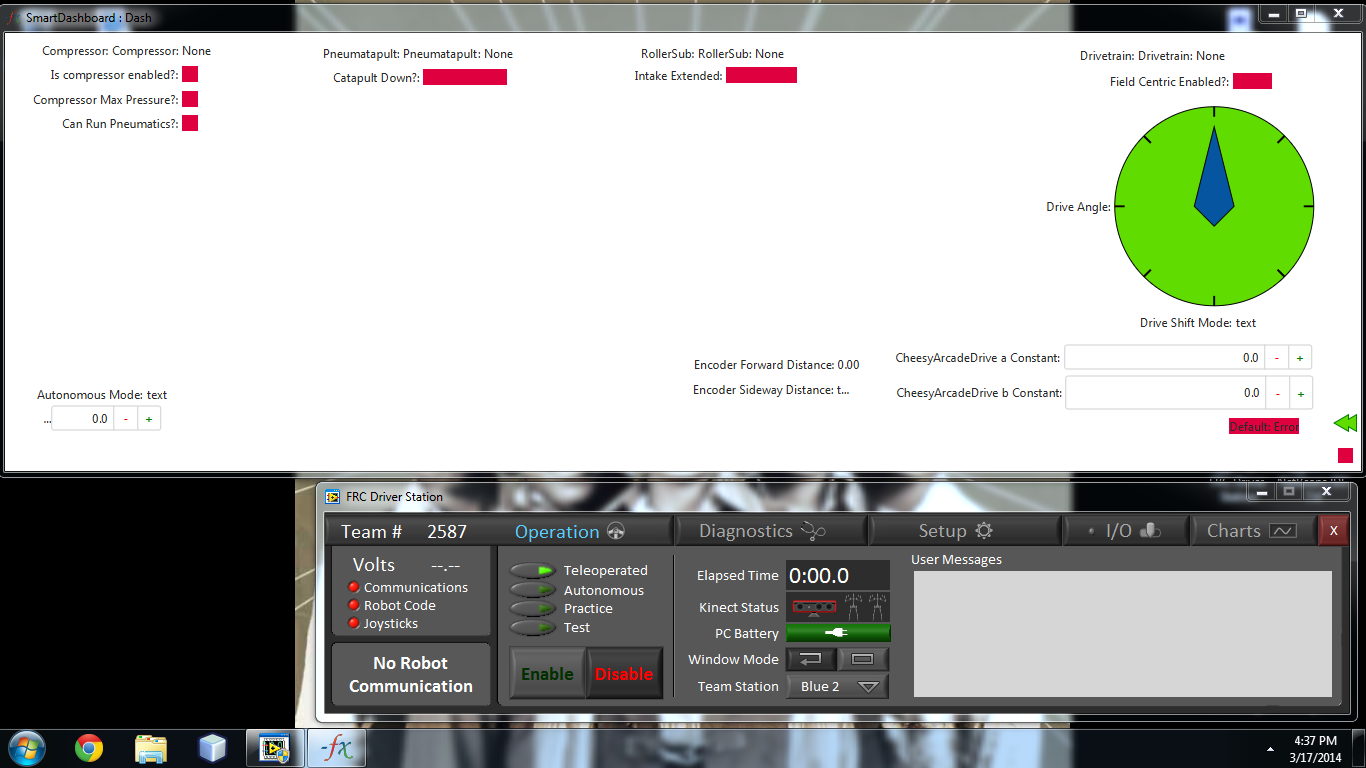 SmartDashboard : Dash
Compressor: Compressor: None
Is compressor enabled?:
Compressor Max Pressure?:
Can Run Pneumatics?:
Pneumatapult: Pneumatapult: None
Catapult Down?:
RollerSub: RollerSub: None
Intake Extended:
Drivetrain: Drivetrain: None
Field Centric Enabled?:
Drive Angle:
Drive Shift Mode: text
Encoder Forward Distance: 0.00
Encoder Sideway Distance: t...
CheesyArcadeDrive a Constant: 0.0 - +
CheesyArcadeDrive b Constant: 0.0 - +
Autonomous Mode: text
... 0.0 - +
Default: Error
FRC Driver Station
Team # 2587
Operation
Diagnostics
Setup
I/O
Charts
X
Volts --.--
Communications
Robot Code
Joysticks
No Robot
Communication
Teleoperated
Autonomous
Practice
Test
Enable
Disable
Elapsed Time 0:00.0
Kinect Status
PC Battery
Window Mode
Team Station Blue 2
User Messages
-fx
4:37 PM
3/17/2014